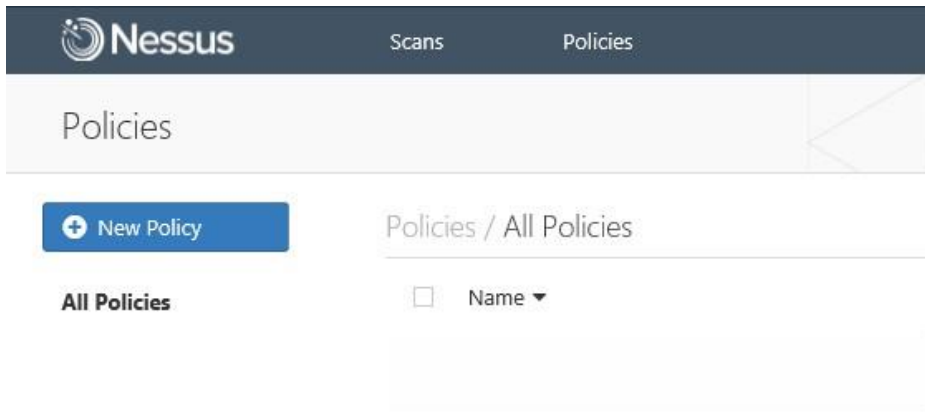 Nessus Scans Policies
Policies
New Policy
Policies / All Policies
All Policies
Name